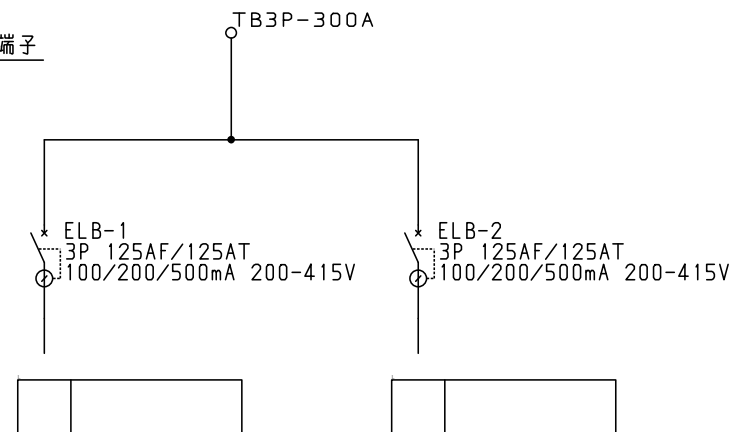 TB3P-300A
端子
ELB-1
3P 125AF/125AT
100/200/500mA 200-415V
ELB-2
3P 125AF/125AT
100/200/500mA 200-415V